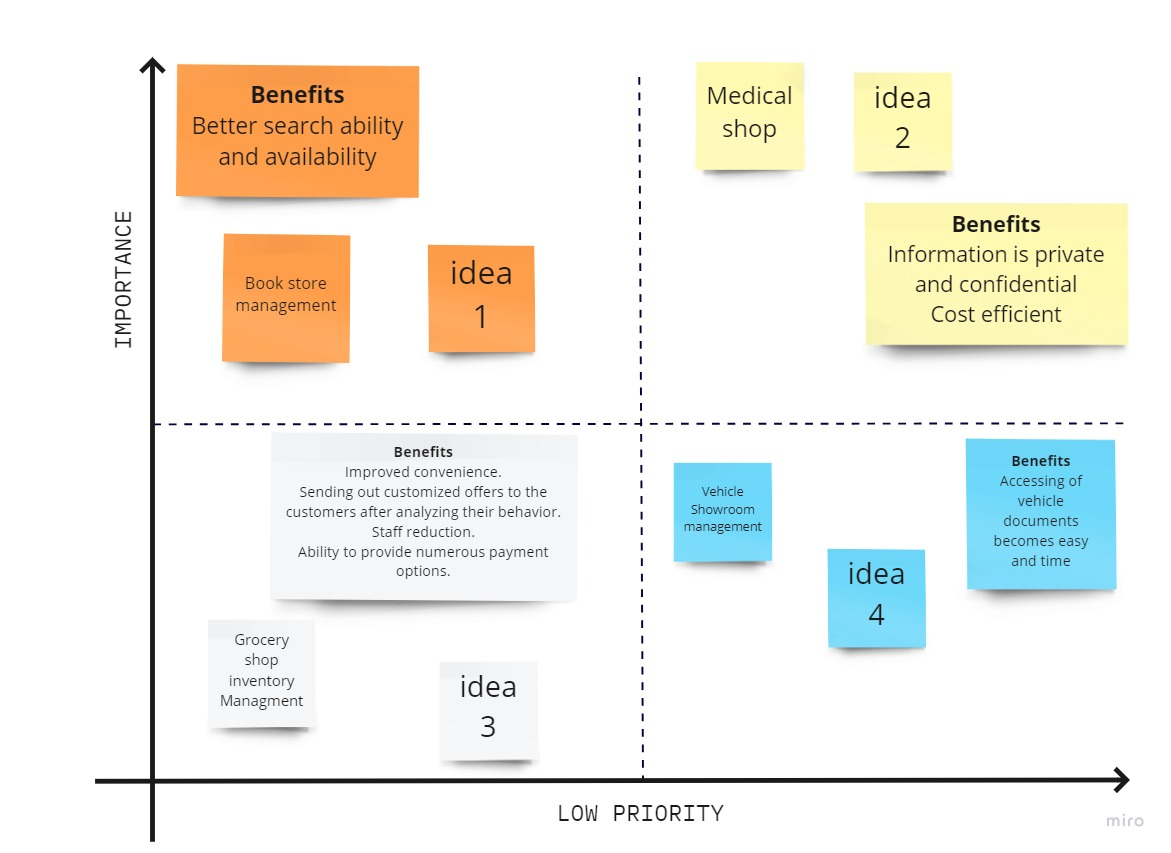 Benefits
Better search ability
and availability
Book store
management
idea
1
Medical
shop
idea
2
Benefits
Information is private
and confidential
Cost efficient
IMPORTANCE
Benefits
Improved convenience.
Sending out customized offers to the
customers after analyzing their behavior.
Staff reduction.
Ability to provide numerous payment
options.
Grocery
shop
inventory
Managment
idea
3
Vehicle
Showroom
management
idea
4
Benefits
Accessing of
vehicle
documents
becomes easy
and time
LOW PRIORITY
miro